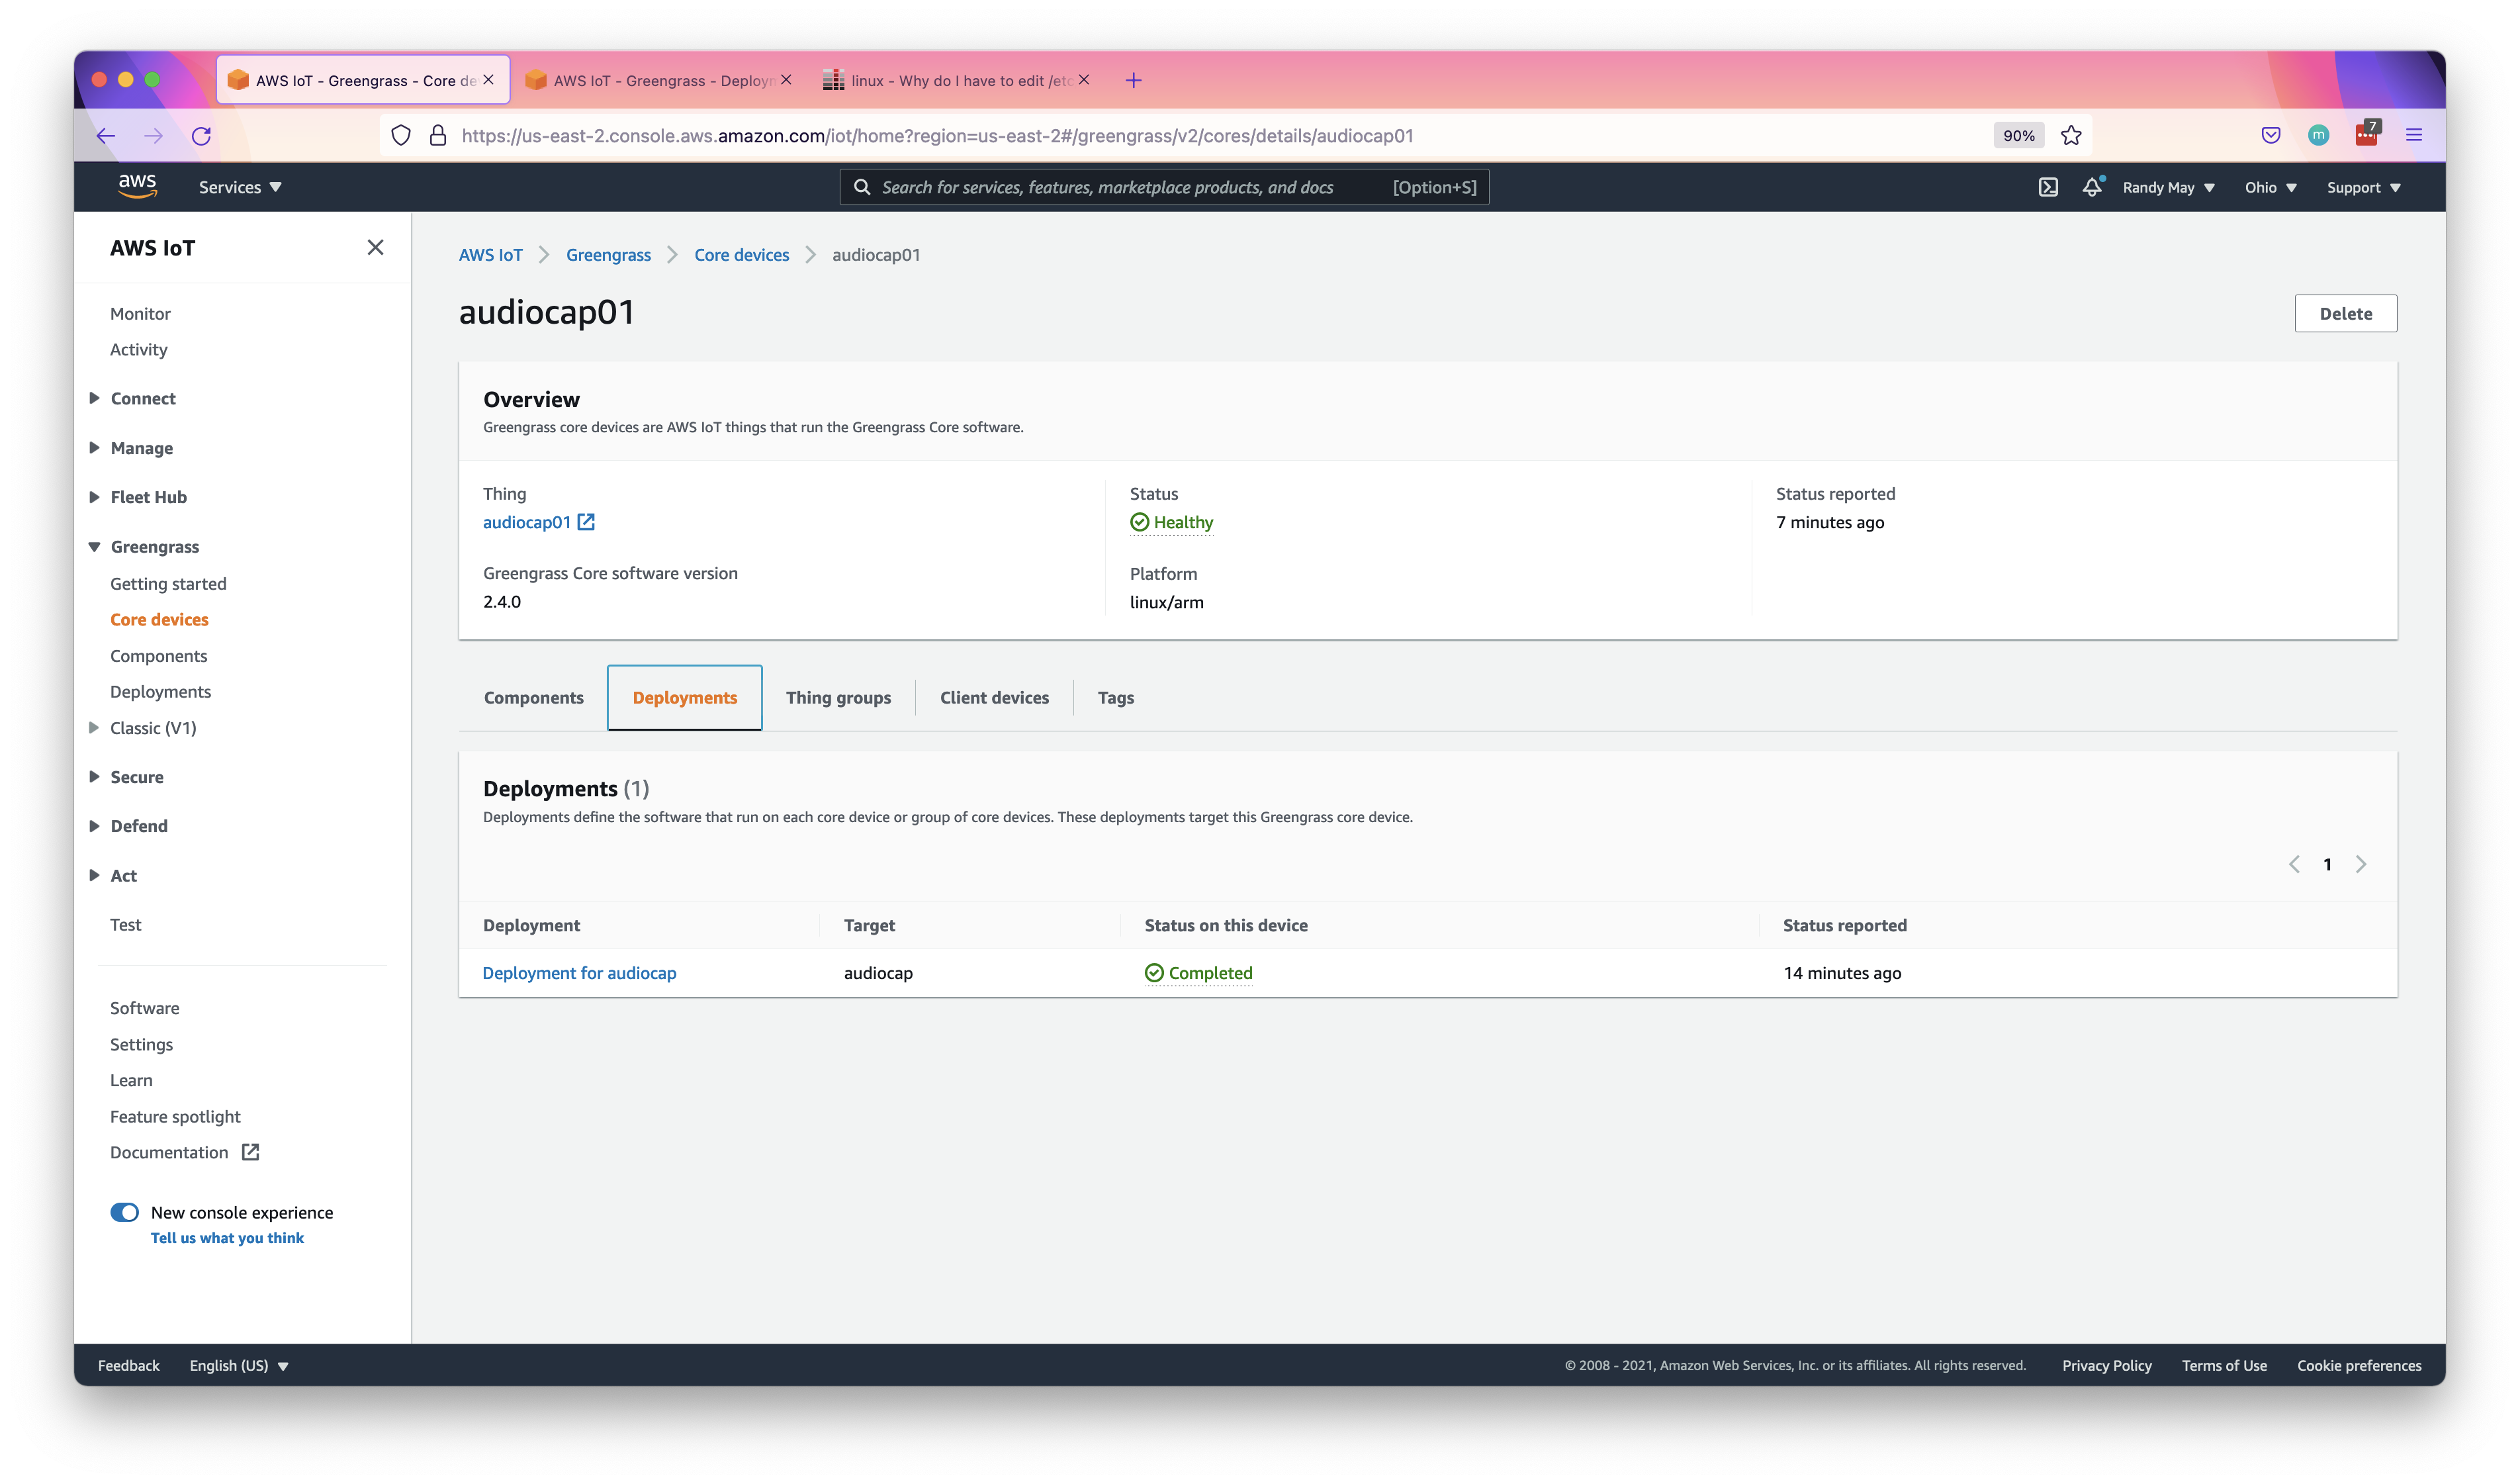 AWS IoT - Greengrass - Core de
AWS IoT - Greengrass - Deployn
linux - Why do I have to edit /etc
https://us-east-2.console.aws.amazon.com/iot/home?region=us-east-2#/greengrass/v2/cores/details/audiocap01
90%
m
7
aws
Services
Search for services, features, marketplace products, and docs
[Option+S]
Randy May
Ohio
Support
AWS IoT
Monitor
Activity
Connect
Manage
Fleet Hub
Greengrass
Getting started
Core devices
Components
Deployments
Classic (V1)
Secure
Defend
Act
Test
Software
Settings
Learn
Feature spotlight
Documentation
New console experience
Tell us what you think
AWS IoT
Greengrass
Core devices
audiocap01
audiocap01
Delete
Overview
Greengrass core devices are AWS IoT things that run the Greengrass Core software.
Thing
audiocap01
Greengrass Core software version
2.4.0
Status
Healthy
Platform
linux/arm
Status reported
7 minutes ago
Components
Deployments
Thing groups
Client devices
Tags
Deployments (1)
Deployments define the software that run on each core device or group of core devices. These deployments target this Greengrass core device.
1
Deployment
Target
Status on this device
Status reported
Deployment for audiocap
audiocap
Completed
14 minutes ago
Feedback
English (US)
© 2008 - 2021, Amazon Web Services, Inc. or its affiliates. All rights reserved.
Privacy Policy
Terms of Use
Cookie preferences